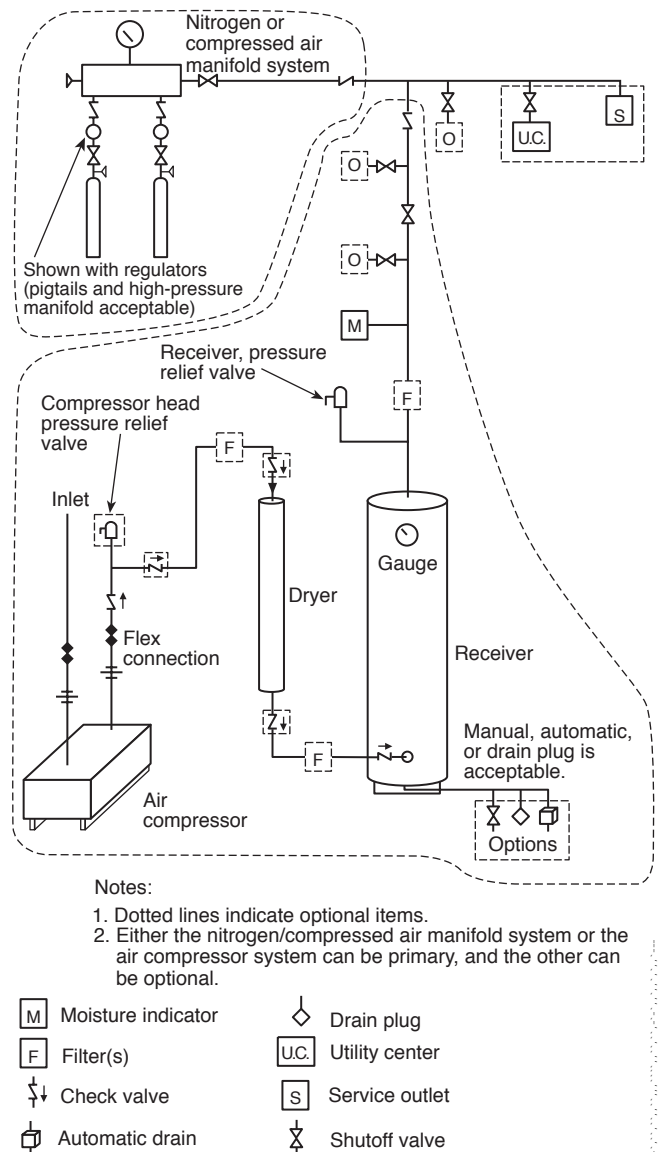 Nitrogen or
compressed air
manifold system
S
O
U.C.
O
Shown with regulators
(pigtails and high-pressure
manifold acceptable)
O
M
Receiver, pressure
relief valve
F
Compressor head
pressure relief
valve
F
Inlet
Gauge
Dryer
Flex
connection
Receiver
Manual, automatic,
or drain plug is
acceptable.
F
Air
compressor
Options
Notes:
1. Dotted lines indicate optional items.
2. Either the nitrogen/compressed air manifold system or the
air compressor system can be primary, and the other can
be optional.
M Moisture indicator
F Filter(s)
Check valve
Automatic drain
Drain plug
U.C. Utility center
S Service outlet
Shutoff valve